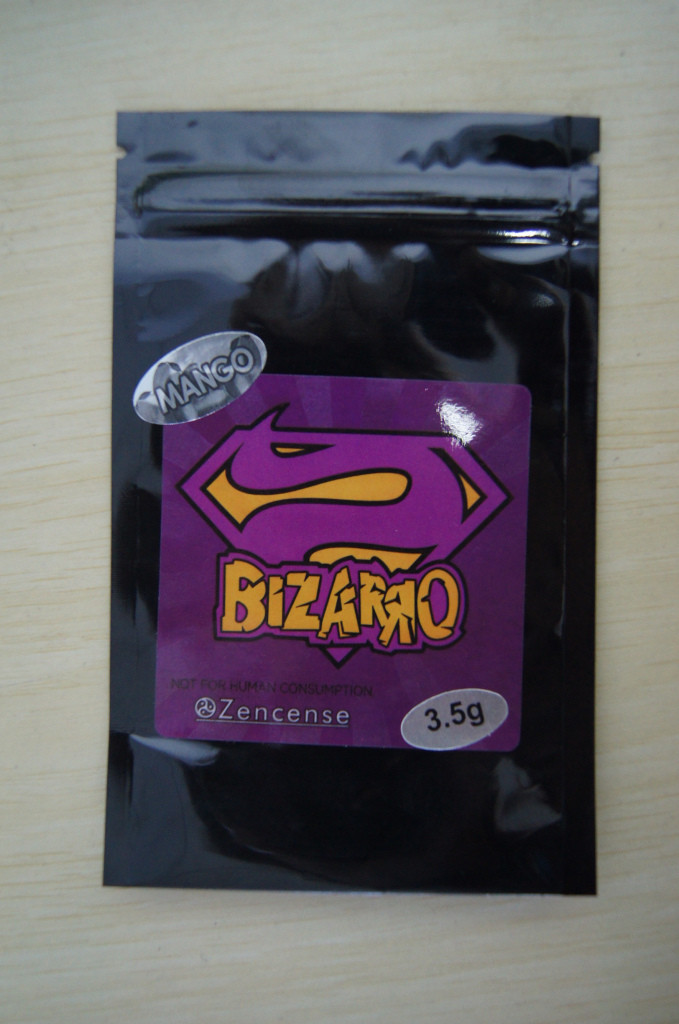 MANGO
BIZARRO
NOT FOR HUMAN CONSUMPTION
Zencense
3.5g